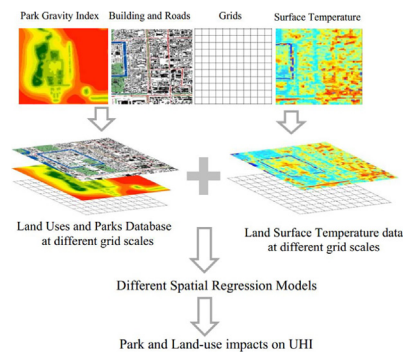 Park Gravity Index
Building and Roads
Grids
Surface Temperature
Land Uses and Parks Database
at different grid scales
Land Surface Temperature data
at different grid scales
Different Spatial Regression Models
Park and Land-use impacts on UHI